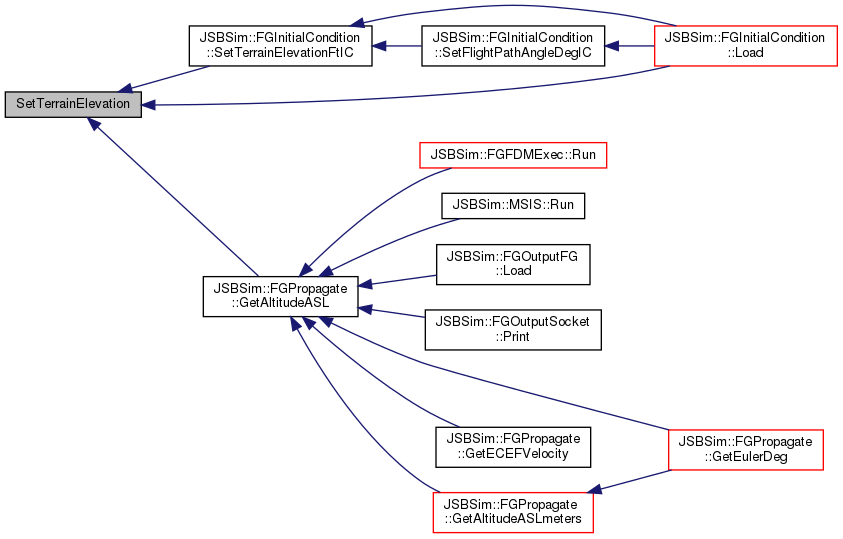 JSBSim::FGInitialCondition
::SetTerrainElevationFtIC
JSBSim::FGInitialCondition
::SetFlightPathAngleDegIC
JSBSim::FGInitialCondition
::Load
SetTerrainElevation
JSBSim::FGFDMExec::Run
JSBSim::MSIS::Run
JSBSim::FGOutputFG
::Load
JSBSim::FGPropagate
::GetAltitudeASL
JSBSim::FGOutputSocket
::Print
JSBSim::FGPropagate
::GetECEFVelocity
JSBSim::FGPropagate
::GetEulerDeg
JSBSim::FGPropagate
::GetAltitudeASLmeters